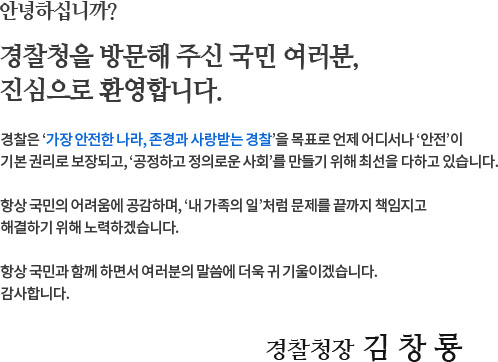 안녕하십니까?
경찰청을 방문해 주신 국민 여러분,
진심으로 환영합니다.
경찰은 ‘가장 안전한 나라, 존경과 사랑받는 경찰’을 목표로 언제 어디서나 ‘안전’이
기본 권리로 보장되고, ‘공정하고 정의로운 사회’를 만들기 위해 최선을 다하고 있습니다.
항상 국민의 어려움에 공감하며, ‘내 가족의 일’처럼 문제를 끝까지 책임지고
해결하기 위해 노력하겠습니다.
항상 국민과 함께 하면서 여러분의 말씀에 더욱 귀 기울이겠습니다.
감사합니다.
경찰청장 김 창 룡